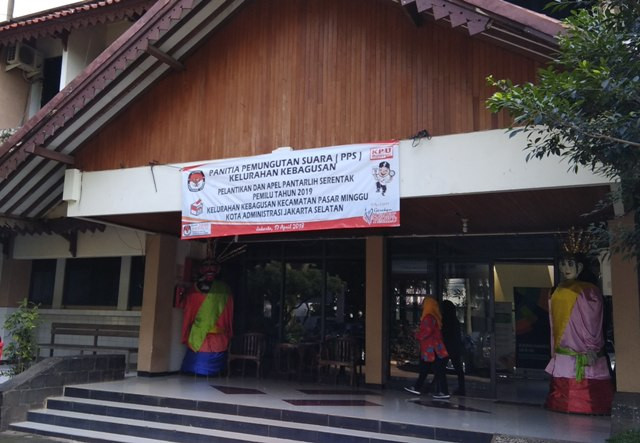 PANITIA PEMUNGUTAN SUARA ( PPS )
KELURAHAN KEBAGUSAN
KPU
PELANTIKAN DAN APEL PANTARLIH SERENTAK
PEMILU TAHUN 2019
KELURAHAN KEBAGUSAN KECAMATAN PASAR MINGGU
KOTA ADMINISTRASI JAKARTA SELATAN